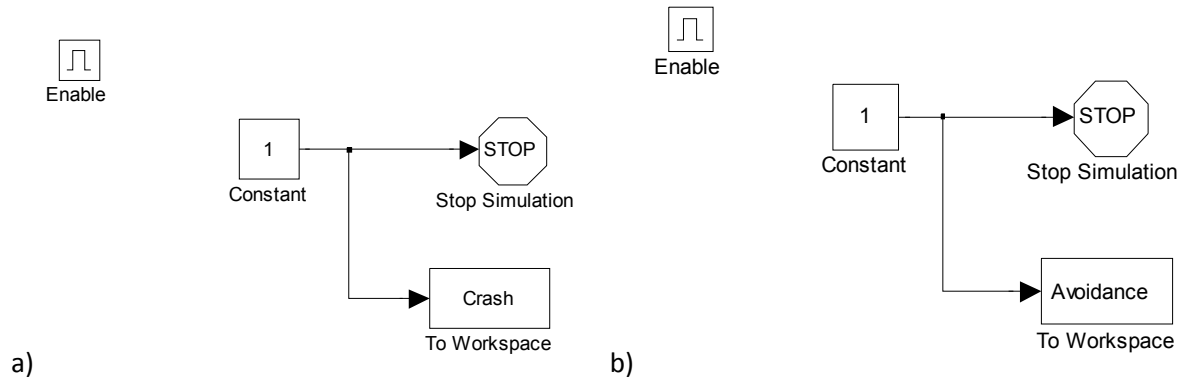 Enable
1
Constant
STOP
Stop Simulation
Crash
To Workspace
a)
Enable
1
Constant
STOP
Stop Simulation
Avoidance
To Workspace
b)